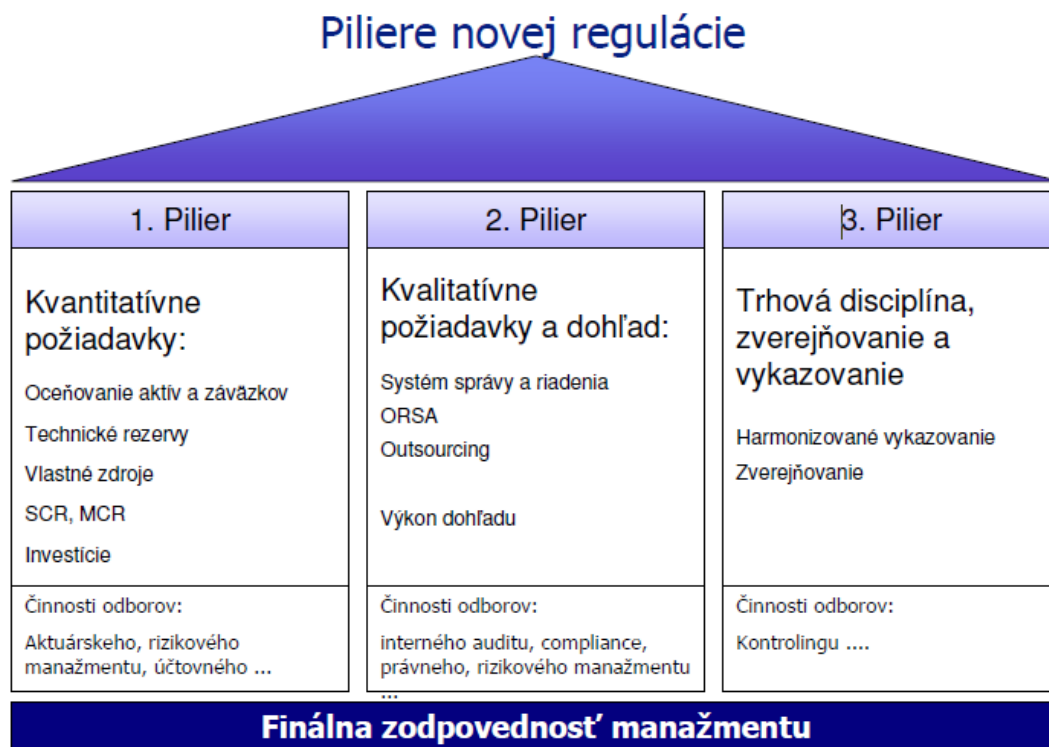 Piliere novej regulácie
1. Pilier
Kvantitatívne
požiadavky:
Oceňovanie aktív a záväzkov
Technické rezervy
Vlastné zdroje
SCR, MCR
Investície
Činnosti odborov:
Aktuárskeho, rizikového
manažmentu, účtovného ...
2. Pilier
Kvalitatívne
požiadavky a dohľad:
Systém správy a riadenia
ORSA
Outsourcing
Výkon dohľadu
Činnosti odborov:
interného auditu, compliance,
právneho, rizikového manažmentu
...
3. Pilier
Trhová disciplína,
zverejňovanie a
vykazovanie
Harmonizované vykazovanie
Zverejňovanie
Činnosti odborov:
Kontrolingu ....
Finálna zodpovednosť manažmentu